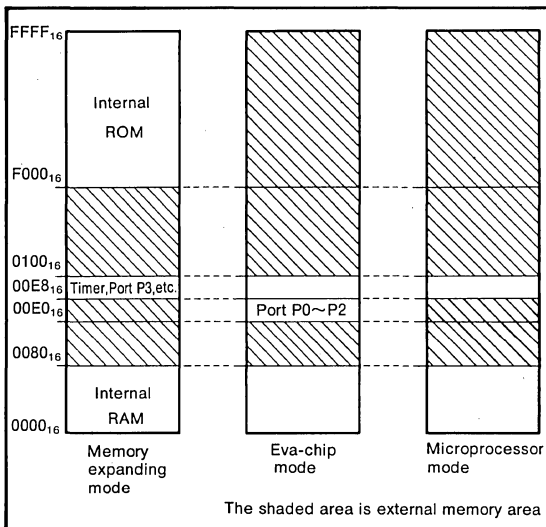 FFFF₁₆
Internal
ROM
F000₁₆
0100₁₆
00E8₁₆
Timer,Port P3,etc.
00E0₁₆
Port P0～P2
0080₁₆
Internal
RAM
0000₁₆
Memory
expanding
mode
Eva-chip
mode
Microprocessor
mode
The shaded area is external memory area